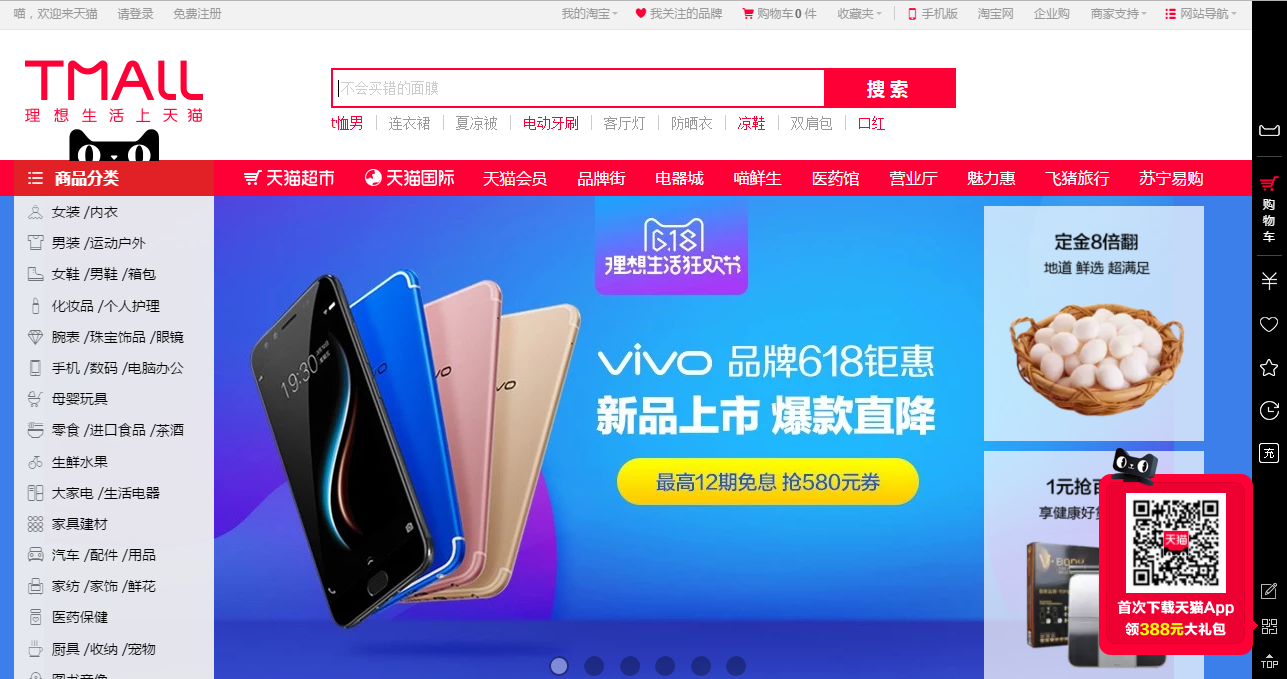 喵，欢迎来天猫 请登录 免费注册 我的淘宝 我关注的品牌 购物车0件 收藏夹 手机版 淘宝网 企业购 商家支持 网站导航
TMALL
理想生活上天猫
不会买错的面膜 搜索
t恤男 连衣裙 夏凉被 电动牙刷 客厅灯 防晒衣 凉鞋 双肩包 口红
商品分类 天猫超市 天猫国际 天猫会员 品牌街 电器城 喵鲜生 医药馆 营业厅 魅力惠 飞猪旅行 苏宁易购
女装 /内衣
男装 /运动户外
女鞋 /男鞋 /箱包
化妆品 /个人护理
腕表 /珠宝饰品 /眼镜
手机 /数码 /电脑办公
母婴玩具
零食 /进口食品 /茶酒
生鲜水果
大家电 /生活电器
家具建材
汽车 /配件 /用品
家纺 /家饰 /鲜花
医药保健
厨具 /收纳 /宠物
图书音像
6.18
理想生活狂欢节
19:30
vivo 品牌618钜惠
新品上市 爆款直降
最高12期免息 抢580元券
定金8倍翻
地道 鲜选 超满足
1元抢
享健康好
天猫
首次下载天猫App
领388元大礼包
购物车
充
TOP